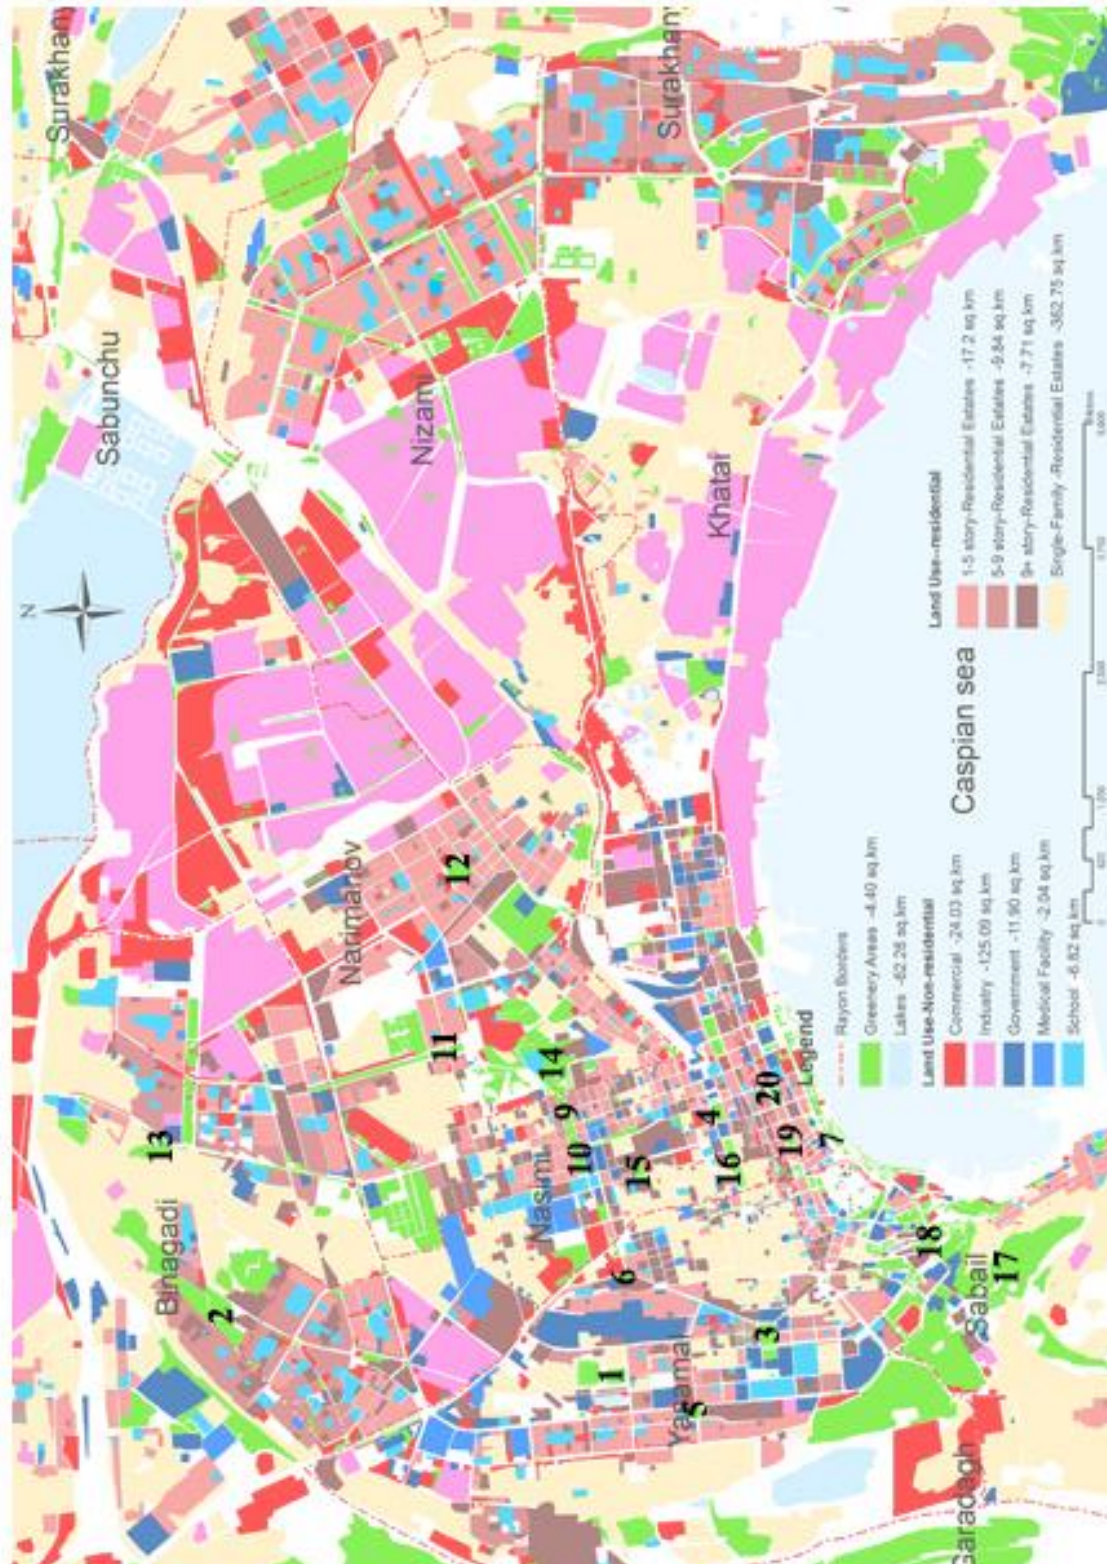 N
Surakhany
Sabunchu
13
Binagadi
2
Narimanov
Nizami
11
12
Nasimi
14
9
10
1
6
15
Surakhany
Yasamal
5
4
Khatai
16
3
20
19
7
18
Sabail
17
Garadagh
Caspian sea
Legend
Rayon Borders
Greenery Areas -4.40 sq.km
Lakes -62.28 sq.km
Land Use-Non-residential
Commercial -24.03 sq.km
Industry -125.09 sq.km
Government -11.90 sq.km
Medical Facility -2.04 sq.km
School -6.82 sq.km
Land Use-residential
1-5 story-Residential Estates -17.2 sq.km
5-9 story-Residential Estates -9.84 sq.km
9+ story-Residential Estates -7.71 sq.km
Single-Family -Residential Estates -362.75 sq.km